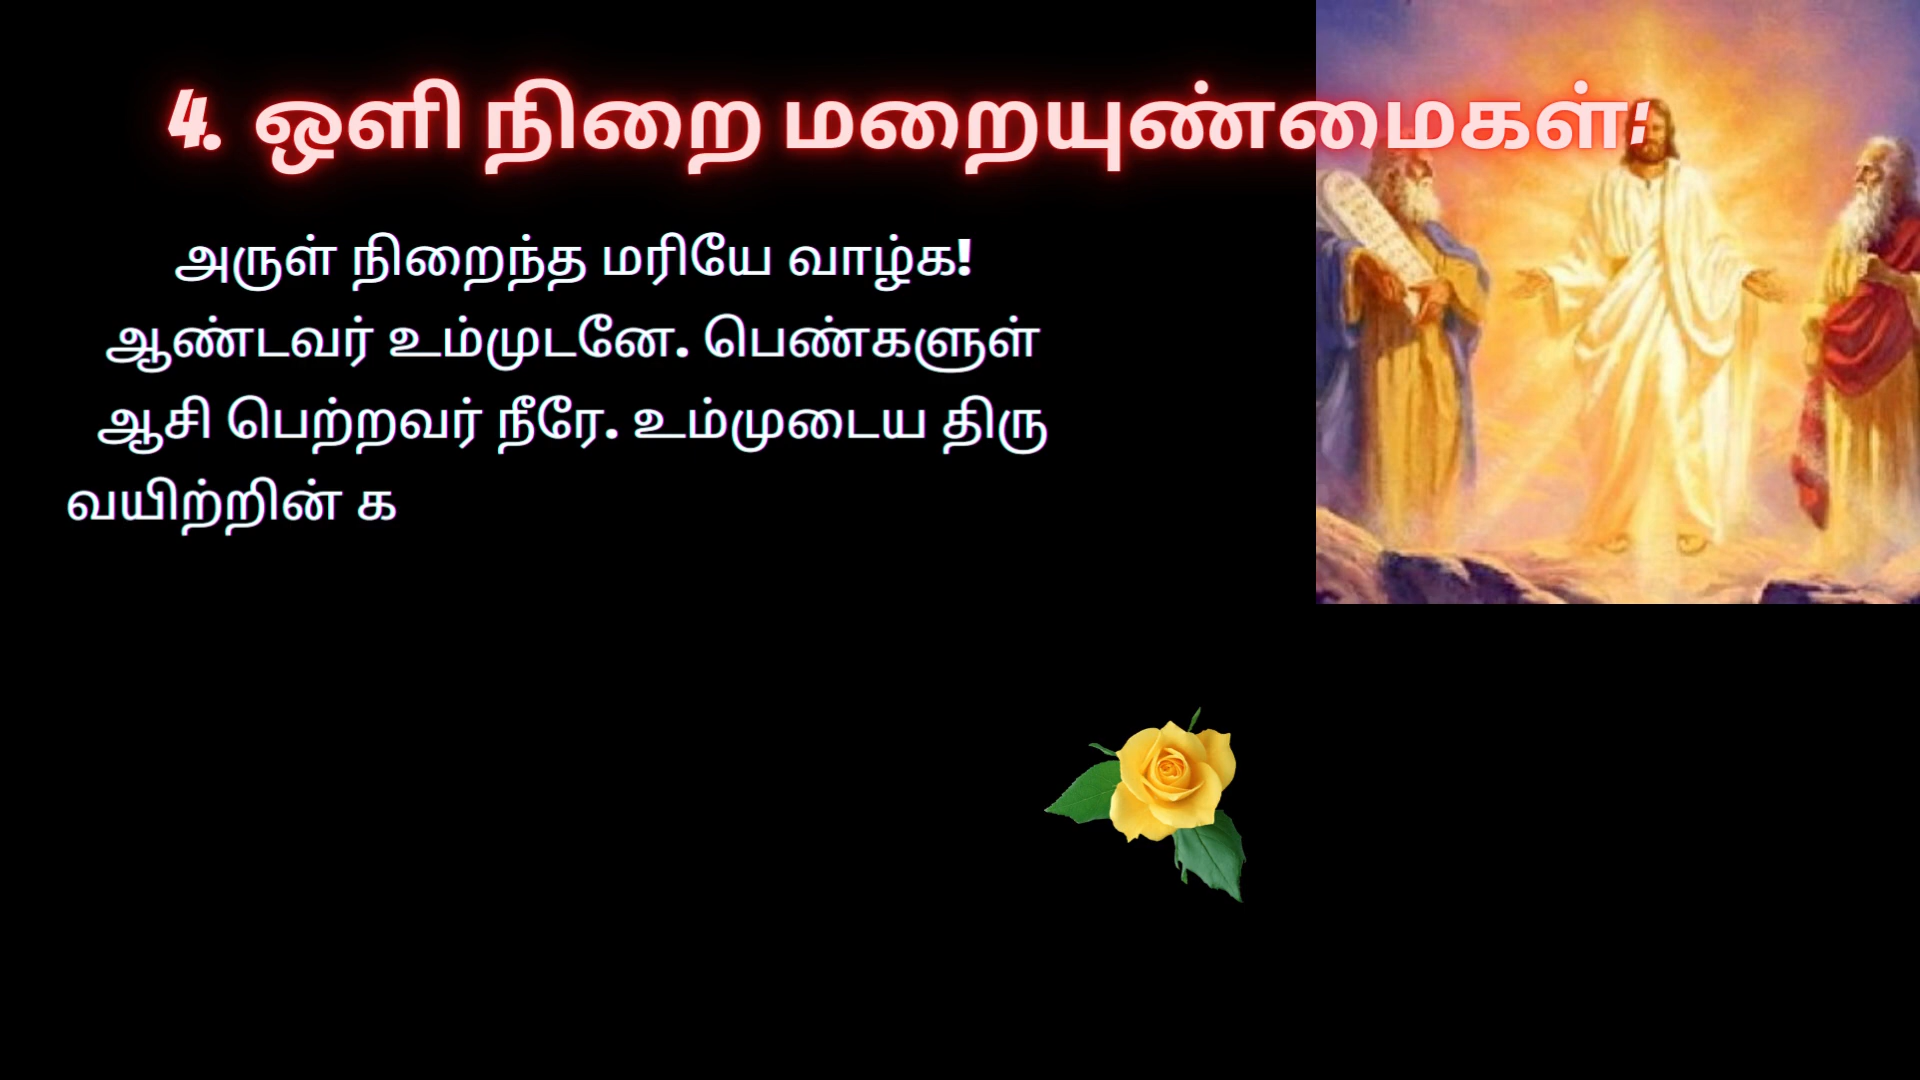 4. ஒளி நிறை மறையுண்மைகள்:
அருள் நிறைந்த மரியே வாழ்க!
ஆண்டவர் உம்முடனே. பெண்களுள்
ஆசி பெற்றவர் நீரே. உம்முடைய திரு
வயிற்றின் க